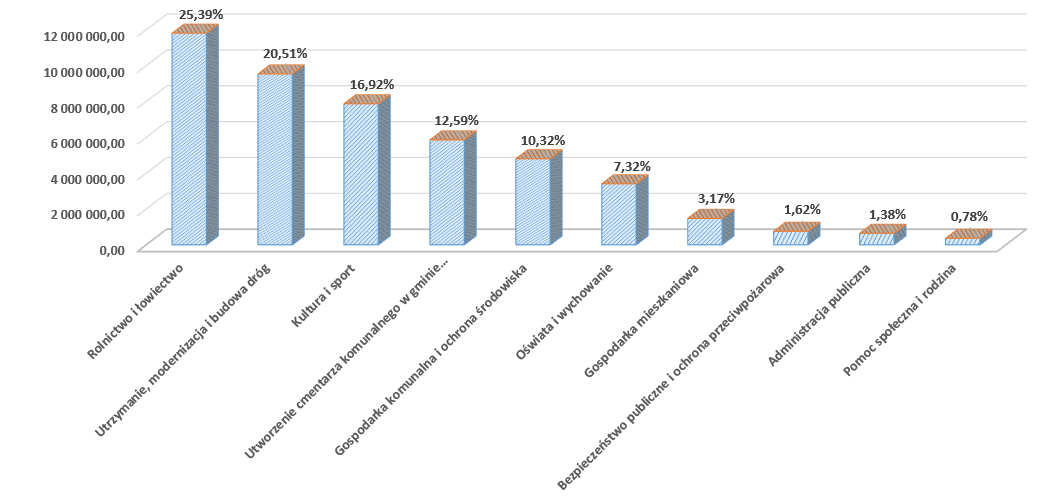 25,39%
20,51%
16,92%
12,59%
10,32%
7,32%
3,17%
1,62%
1,38%
0,78%
12 000 000,00
10 000 000,00
8 000 000,00
6 000 000,00
4 000 000,00
2 000 000,00
0,00
Rolnictwo i łowiectwo
Utrzymanie, modernizacja i budowa dróg
Kultura i sport
Utworzenie cmentarza komunalnego w gminie...
Gospodarka komunalna i ochrona środowiska
Oświata i wychowanie
Gospodarka mieszkaniowa
Bezpieczeństwo publiczne i ochrona przeciwpożarowa
Administracja publiczna
Pomoc społeczna i rodzina